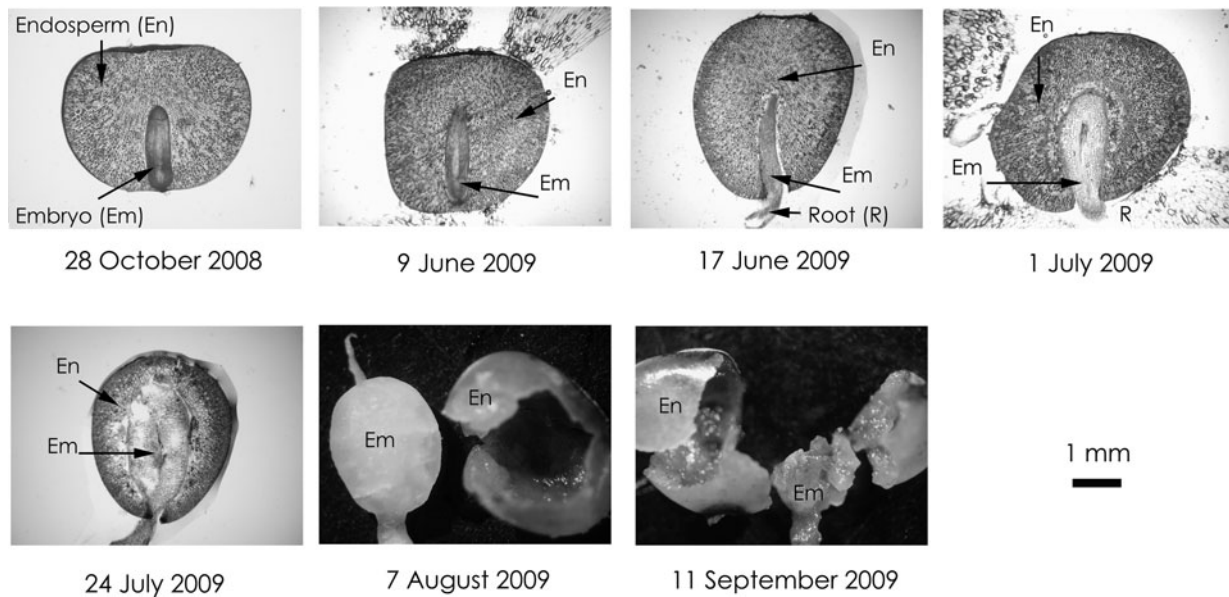 Endosperm (En)
Embryo (Em)
28 October 2008
En
Em
9 June 2009
En
Em
Root (R)
17 June 2009
En
Em
R
1 July 2009
En
Em
24 July 2009
Em
En
7 August 2009
En
Em
11 September 2009
1 mm